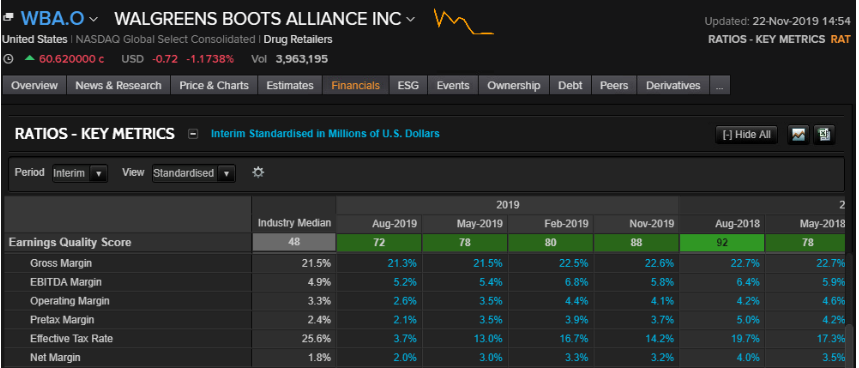 WBA.O WALGREENS BOOTS ALLIANCE INC Updated: 22-Nov-2019 14:54
United States | NASDAQ Global Select Consolidated | Drug Retailers RATIOS - KEY METRICS RAT
60.620000 c USD -0.72 -1.1738% Vol 3,963,195
Overview News & Research Price & Charts Estimates Financials ESG Events Ownership Debt Peers Derivatives ...
RATIOS - KEY METRICS Interim Standardised in Millions of U.S. Dollars [-] Hide All
Period Interim View Standardised
2019 2
Industry Median Aug-2019 May-2019 Feb-2019 Nov-2019 Aug-2018 May-2018
Earnings Quality Score 48 72 78 80 88 92 78
Gross Margin 21.5% 21.3% 21.5% 22.5% 22.6% 22.7% 22.7%
EBITDA Margin 4.9% 5.2% 5.4% 6.8% 5.8% 6.4% 5.9%
Operating Margin 3.3% 2.6% 3.5% 4.4% 4.1% 4.2% 4.6%
Pretax Margin 2.4% 2.1% 3.5% 3.9% 3.7% 5.0% 4.2%
Effective Tax Rate 25.6% 3.7% 13.0% 16.7% 14.2% 19.7% 17.3%
Net Margin 1.8% 2.0% 3.0% 3.3% 3.2% 4.0% 3.5%